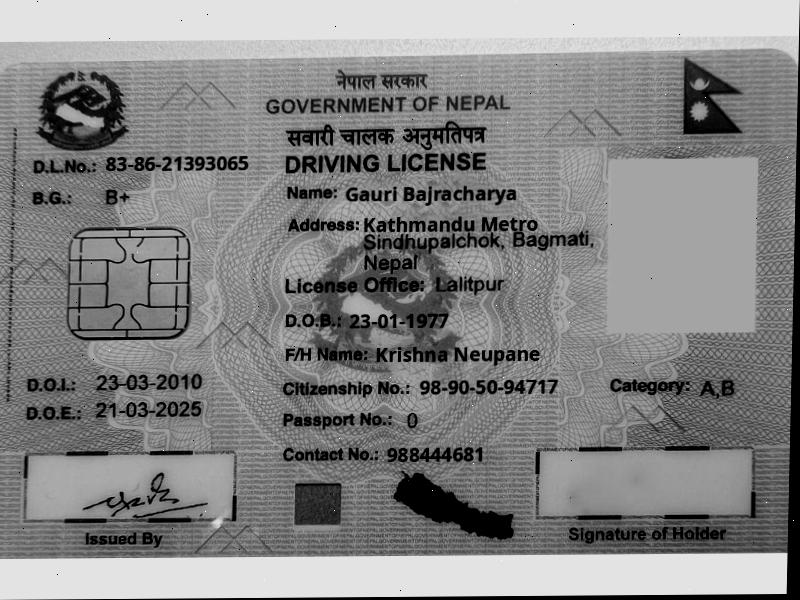 नेपाल सरकार
GOVERNMENT OF NEPAL
सवारी चालक अनुमतिपत्र
DRIVING LICENSE
D.L.No.: 83-86-21393065
B.G.: B+
Name: Gauri Bajracharya
Address: Kathmandu Metro
Sindhupalchok, Bagmati,
Nepal
License Office: Lalitpur
D.O.B.: 23-01-1977
F/H Name: Krishna Neupane
D.O.I.: 23-03-2010
Citizenship No.: 98-90-50-94717
Category: A,B
D.O.E.: 21-03-2025
Passport No.: 0
Contact No.: 988444681
Issued By
Signature of Holder